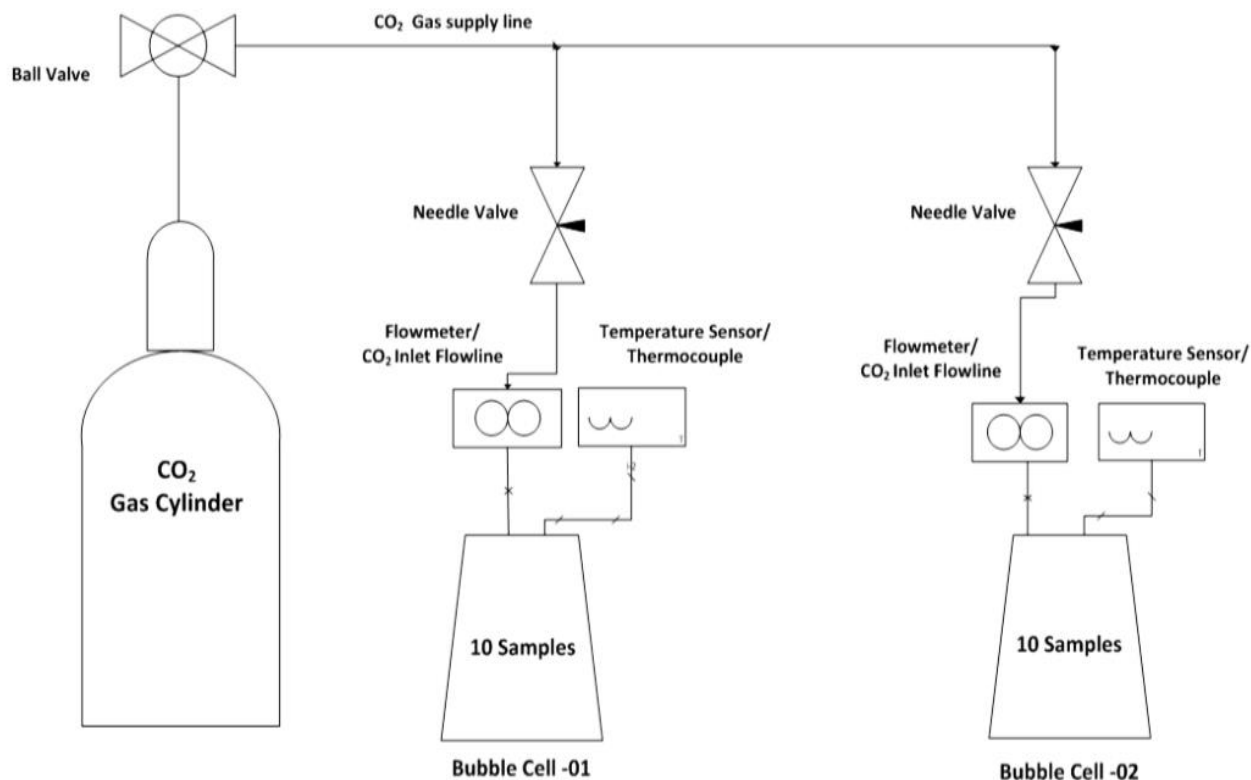 CO₂ Gas supply line
Ball Valve
Needle Valve
Needle Valve
Flowmeter/
CO₂ Inlet Flowline
Temperature Sensor/
Thermocouple
Flowmeter/
CO₂ Inlet Flowline
Temperature Sensor/
Thermocouple
CO₂
Gas Cylinder
10 Samples
10 Samples
Bubble Cell -01
Bubble Cell -02